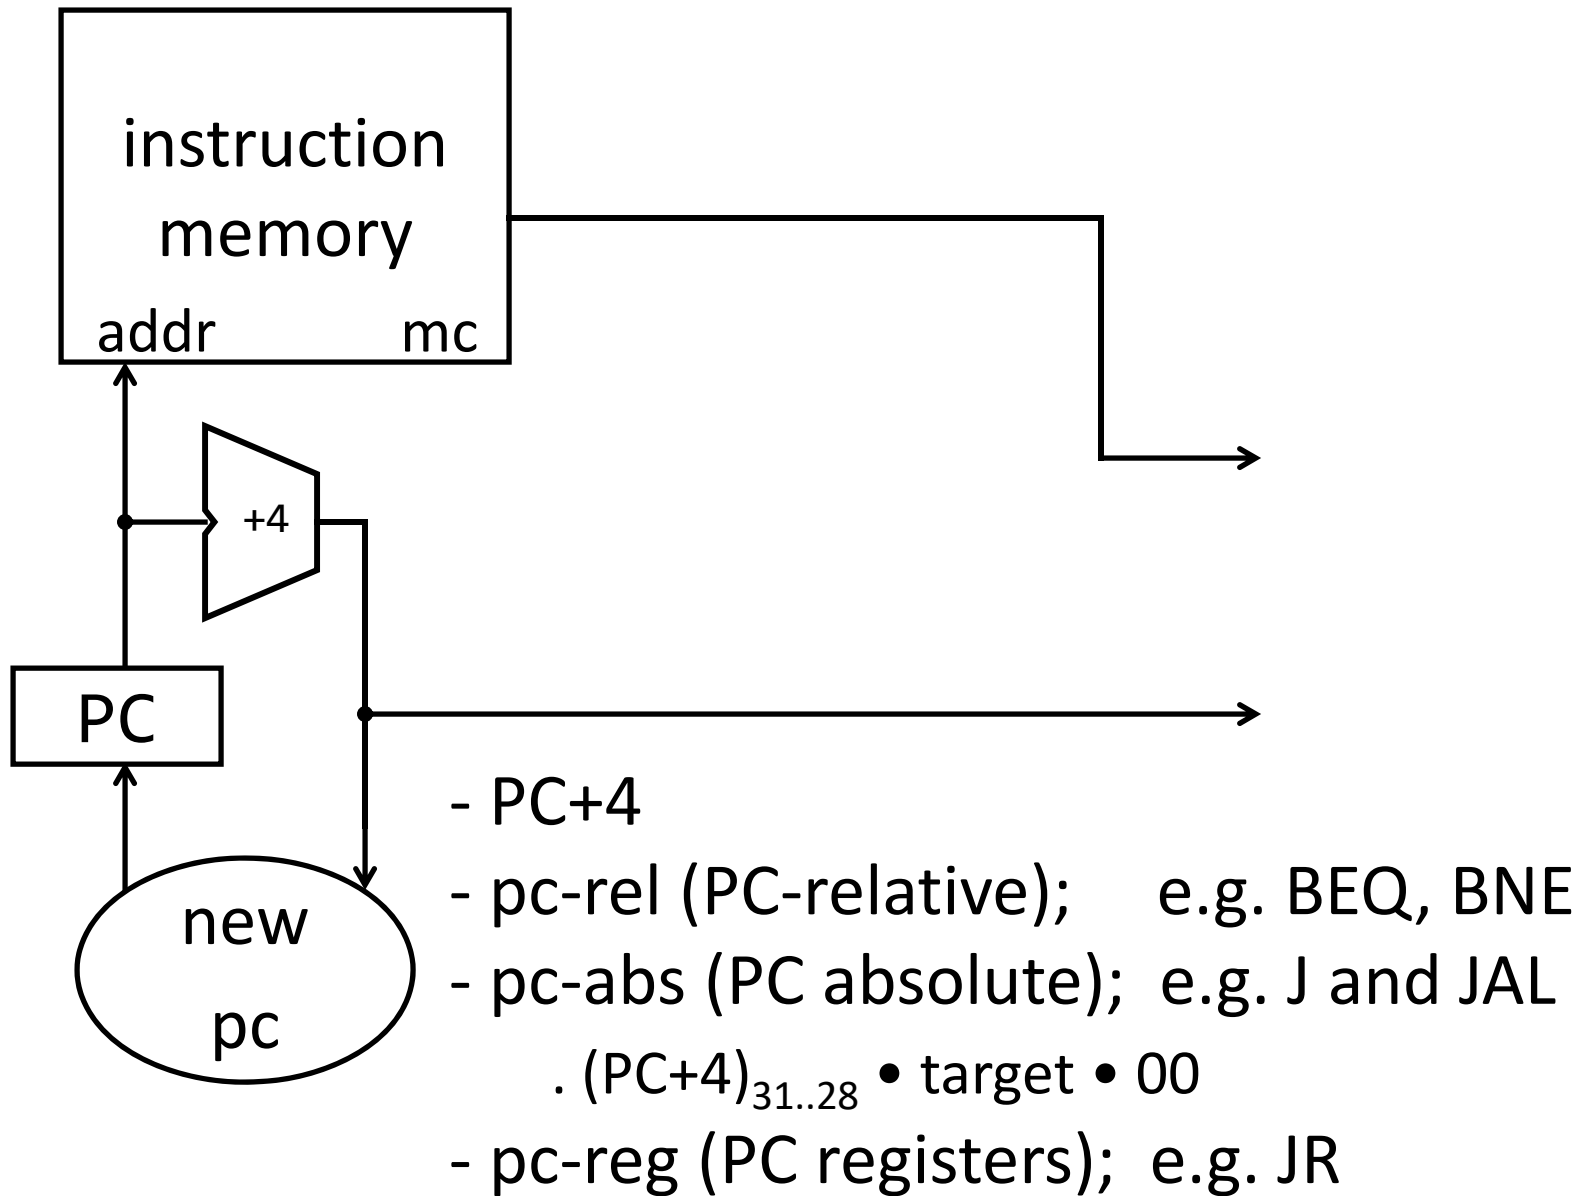 instruction
memory
addr mc
+4
PC
new
pc
- PC+4
- pc-rel (PC-relative); e.g. BEQ, BNE
- pc-abs (PC absolute); e.g. J and JAL
. (PC+4)31..28 • target • 00
- pc-reg (PC registers); e.g. JR